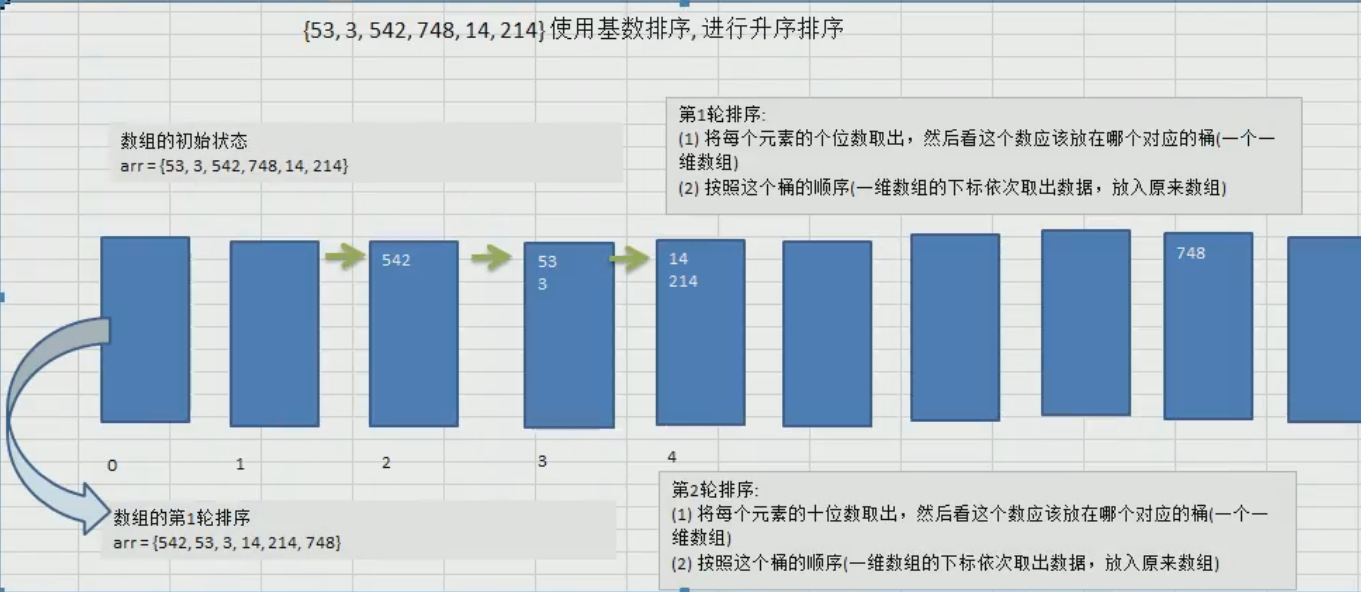 {53, 3, 542, 748, 14, 214} 使用基数排序, 进行升序排序
数组的初始状态
arr = {53, 3, 542, 748, 14, 214}
第1轮排序:
(1) 将每个元素的个位数取出，然后看这个数应该放在哪个对应的桶(一个一
维数组)
(2) 按照这个桶的顺序(一维数组的下标依次取出数据，放入原来数组)
542
53
3
14
214
748
0
1
2
3
4
数组的第1轮排序
arr = {542, 53, 3, 14, 214, 748}
第2轮排序:
(1) 将每个元素的十位数取出，然后看这个数应该放在哪个对应的桶(一个一
维数组)
(2) 按照这个桶的顺序(一维数组的下标依次取出数据，放入原来数组)